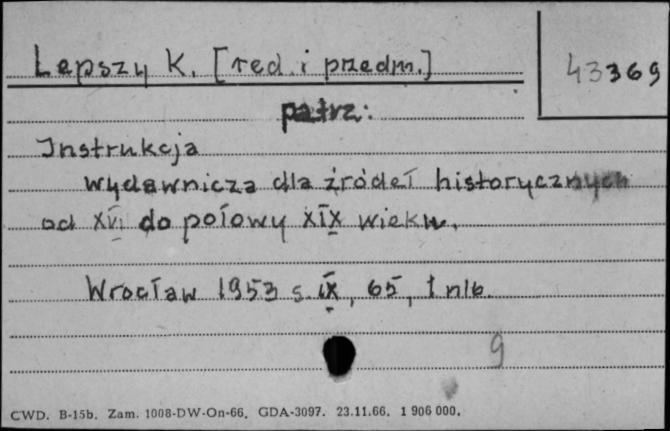 Lepszy K. [red. i przedm.]
43369
patrz:
Instrukcja
wydawnicza dla źródeł historycznych
od XVI do połowy XIX wieku.
Wrocław 1953 s. IX, 65, 1 nlb.
9
CWD. B-15b. Zam. 1008-DW-On-66. GDA-3097. 23.11.66. 1 906 000.